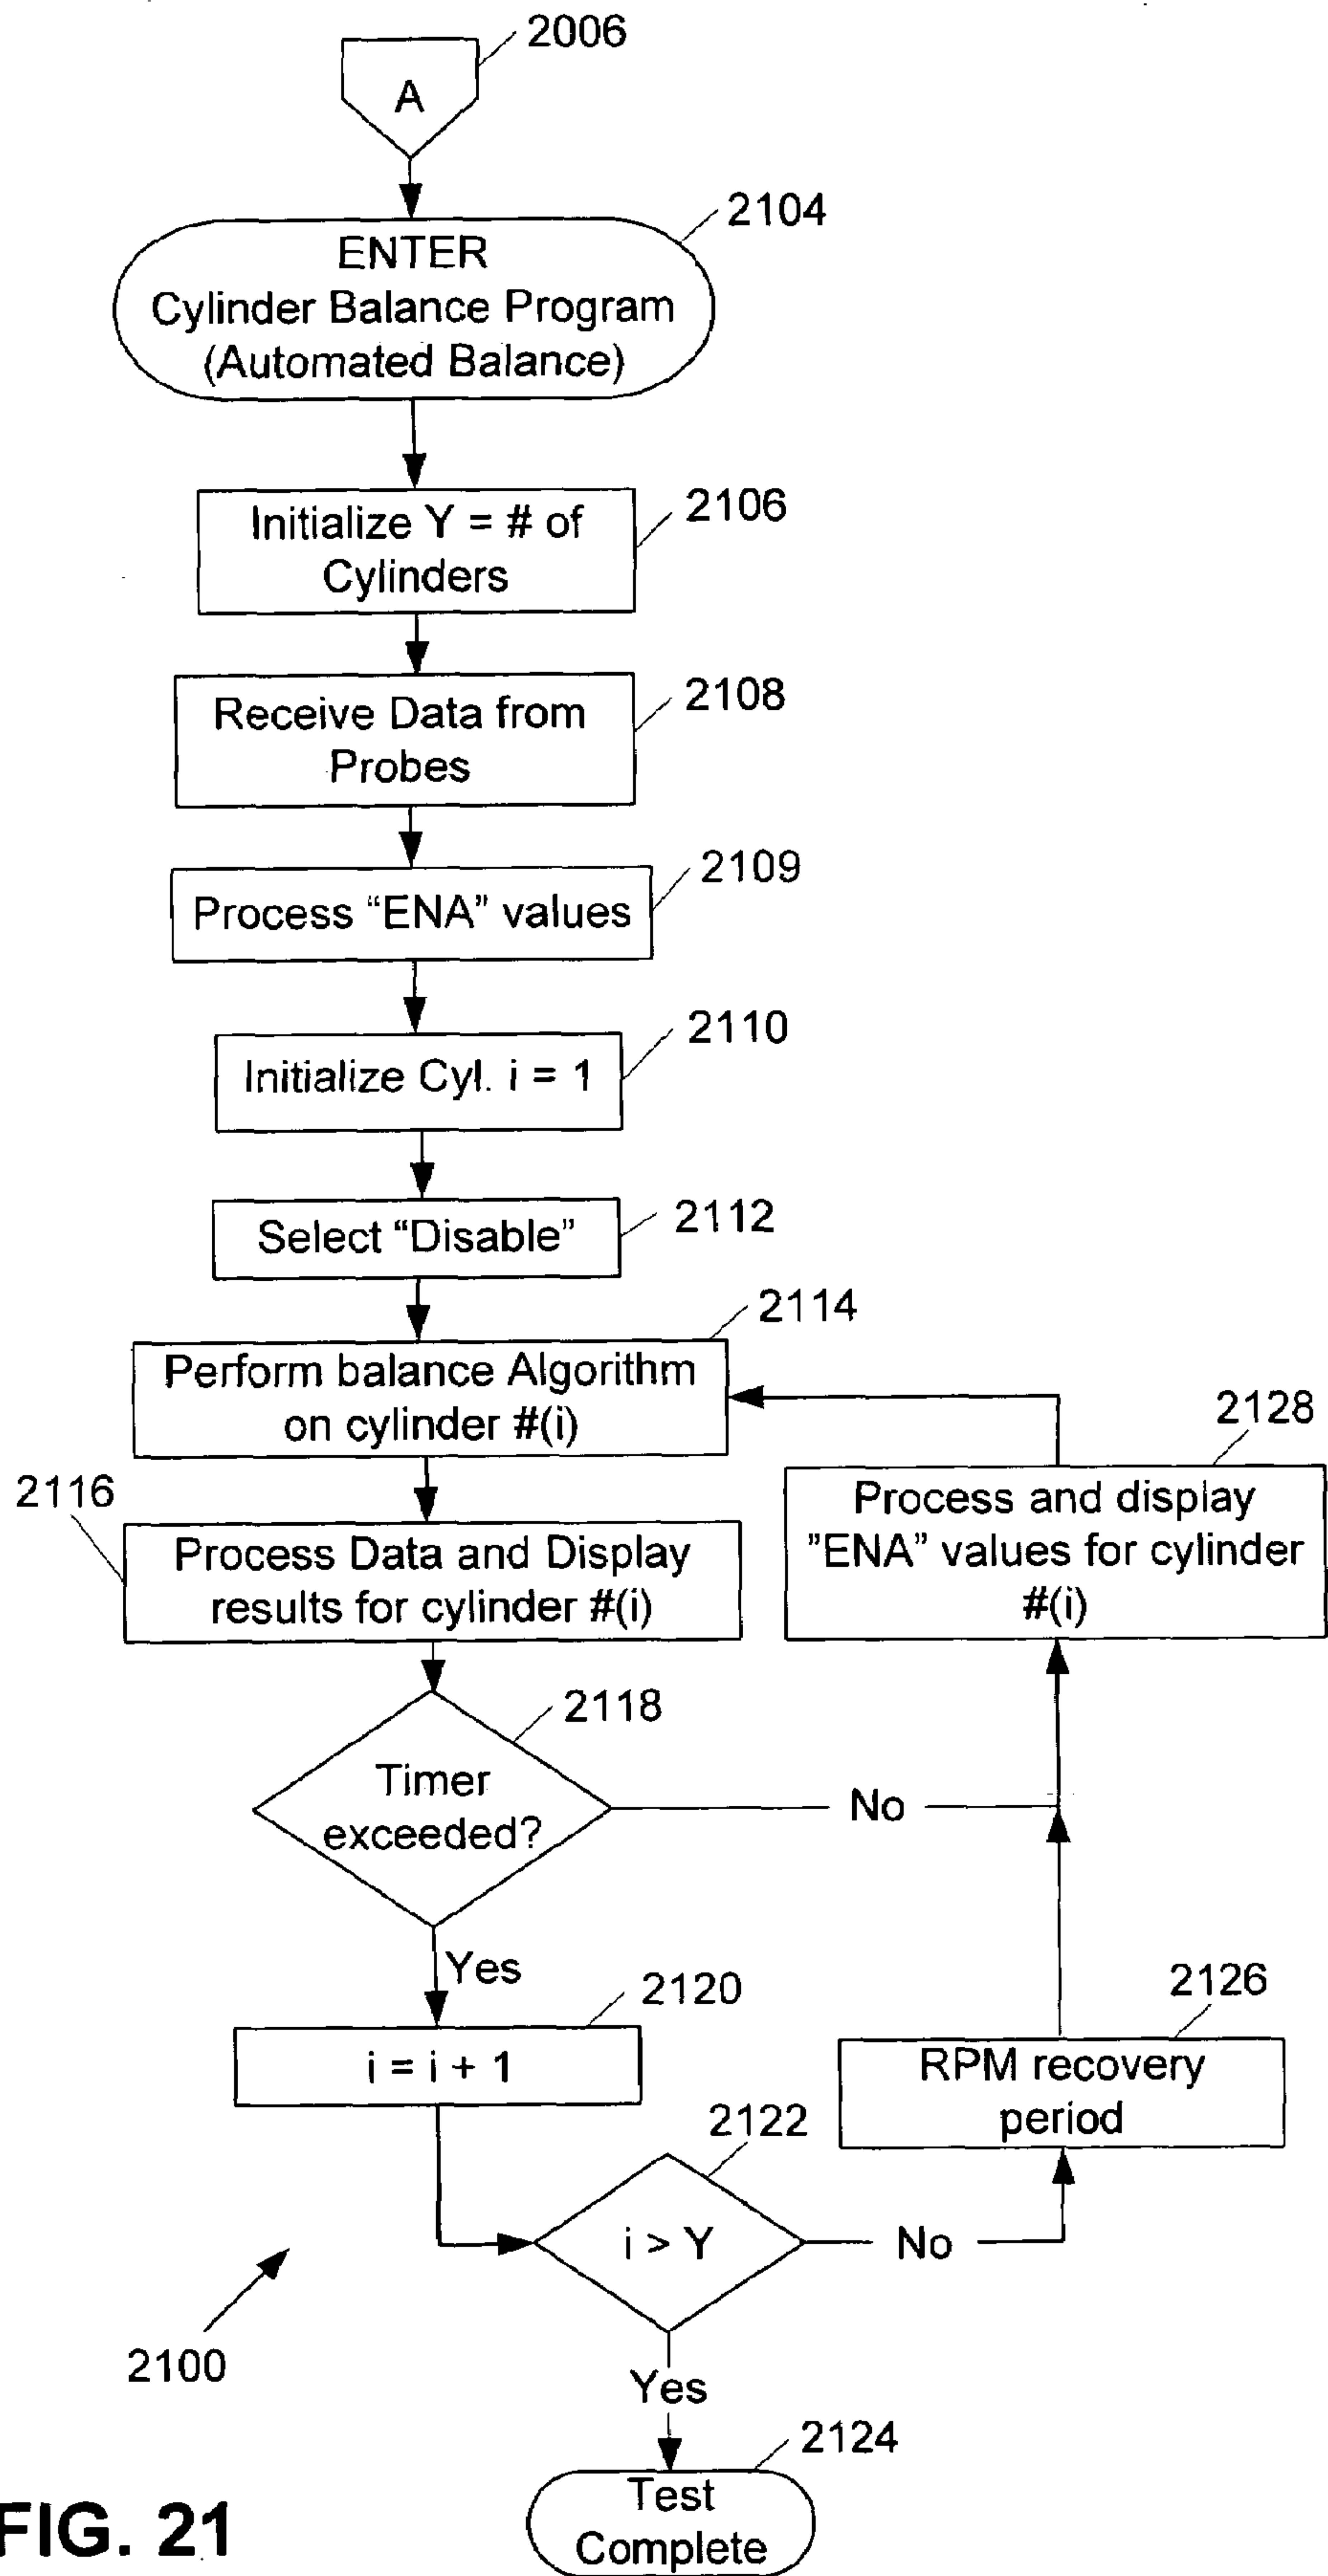 2006
A
2104
ENTER
Cylinder Balance Program
(Automated Balance)
2106
Initialize Y = # of
Cylinders
2108
Receive Data from
Probes
2109
Process “ENA” values
2110
Initialize Cyl. i = 1
2112
Select “Disable”
2114
Perform balance Algorithm
on cylinder #(i)
2128
Process and display
”ENA” values for cylinder
#(i)
2116
Process Data and Display
results for cylinder #(i)
2118
Timer
exceeded?
No
Yes
2120
i = i + 1
2126
RPM recovery
period
2122
i > Y
No
2100
Yes
2124
Test
Complete
FIG. 21